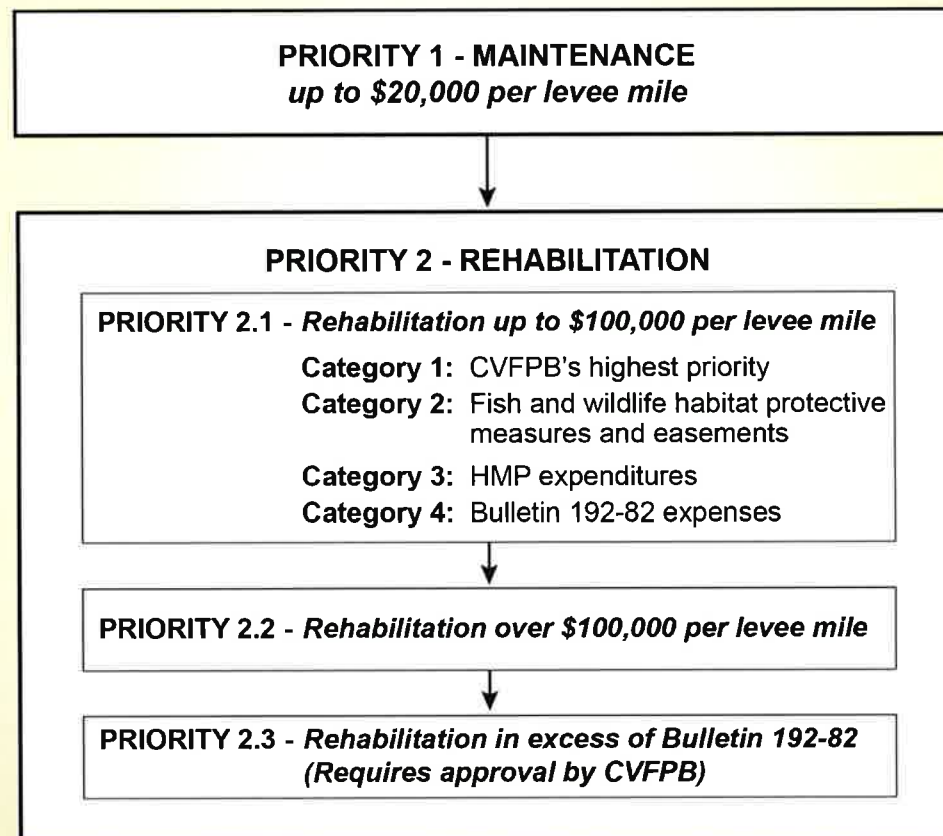 PRIORITY 1 - MAINTENANCE
up to $20,000 per levee mile
PRIORITY 2 - REHABILITATION
PRIORITY 2.1 - Rehabilitation up to $100,000 per levee mile
Category 1: CVFPB's highest priority
Category 2: Fish and wildlife habitat protective
measures and easements
Category 3: HMP expenditures
Category 4: Bulletin 192-82 expenses
PRIORITY 2.2 - Rehabilitation over $100,000 per levee mile
PRIORITY 2.3 - Rehabilitation in excess of Bulletin 192-82
(Requires approval by CVFPB)